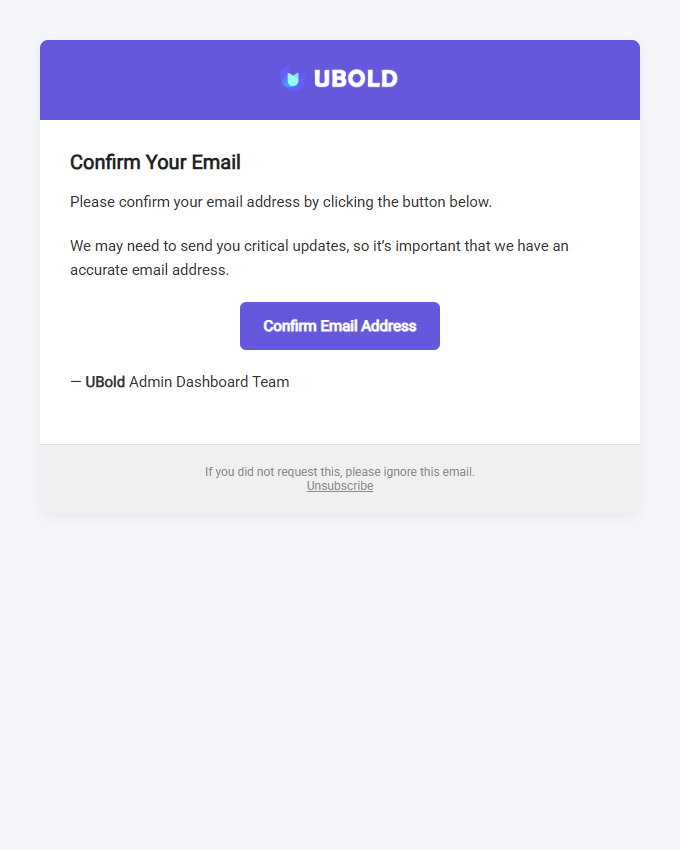 UBOLD
Confirm Your Email
Please confirm your email address by clicking the button below.
We may need to send you critical updates, so it’s important that we have an
accurate email address.
Confirm Email Address
— UBold Admin Dashboard Team
If you did not request this, please ignore this email.
Unsubscribe